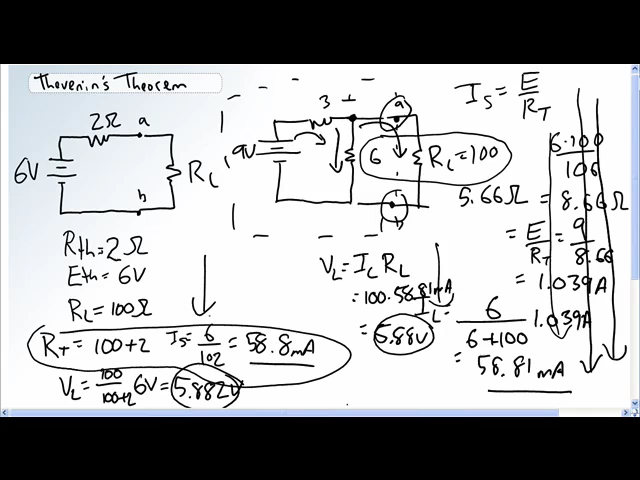 Thevenin's Theorem
2Ω a
6V
R_L
b
3
a
9V
6
R_L=100
Rth=2Ω
Eth=6V
R_L=100Ω
R_T= 100+2 I_s= 6/102 = 58.8mA
V_L= 100/100+2 6V= 5.882V
V_L= I_L R_L
=100.58.81mA
= 5.88V
I_s= E/R_T
6.100/106
5.66Ω = 8.66Ω
= E/R_T = 9/8.66
= 1.039A
I_L= 6/6+100 1.039A
= 58.81mA